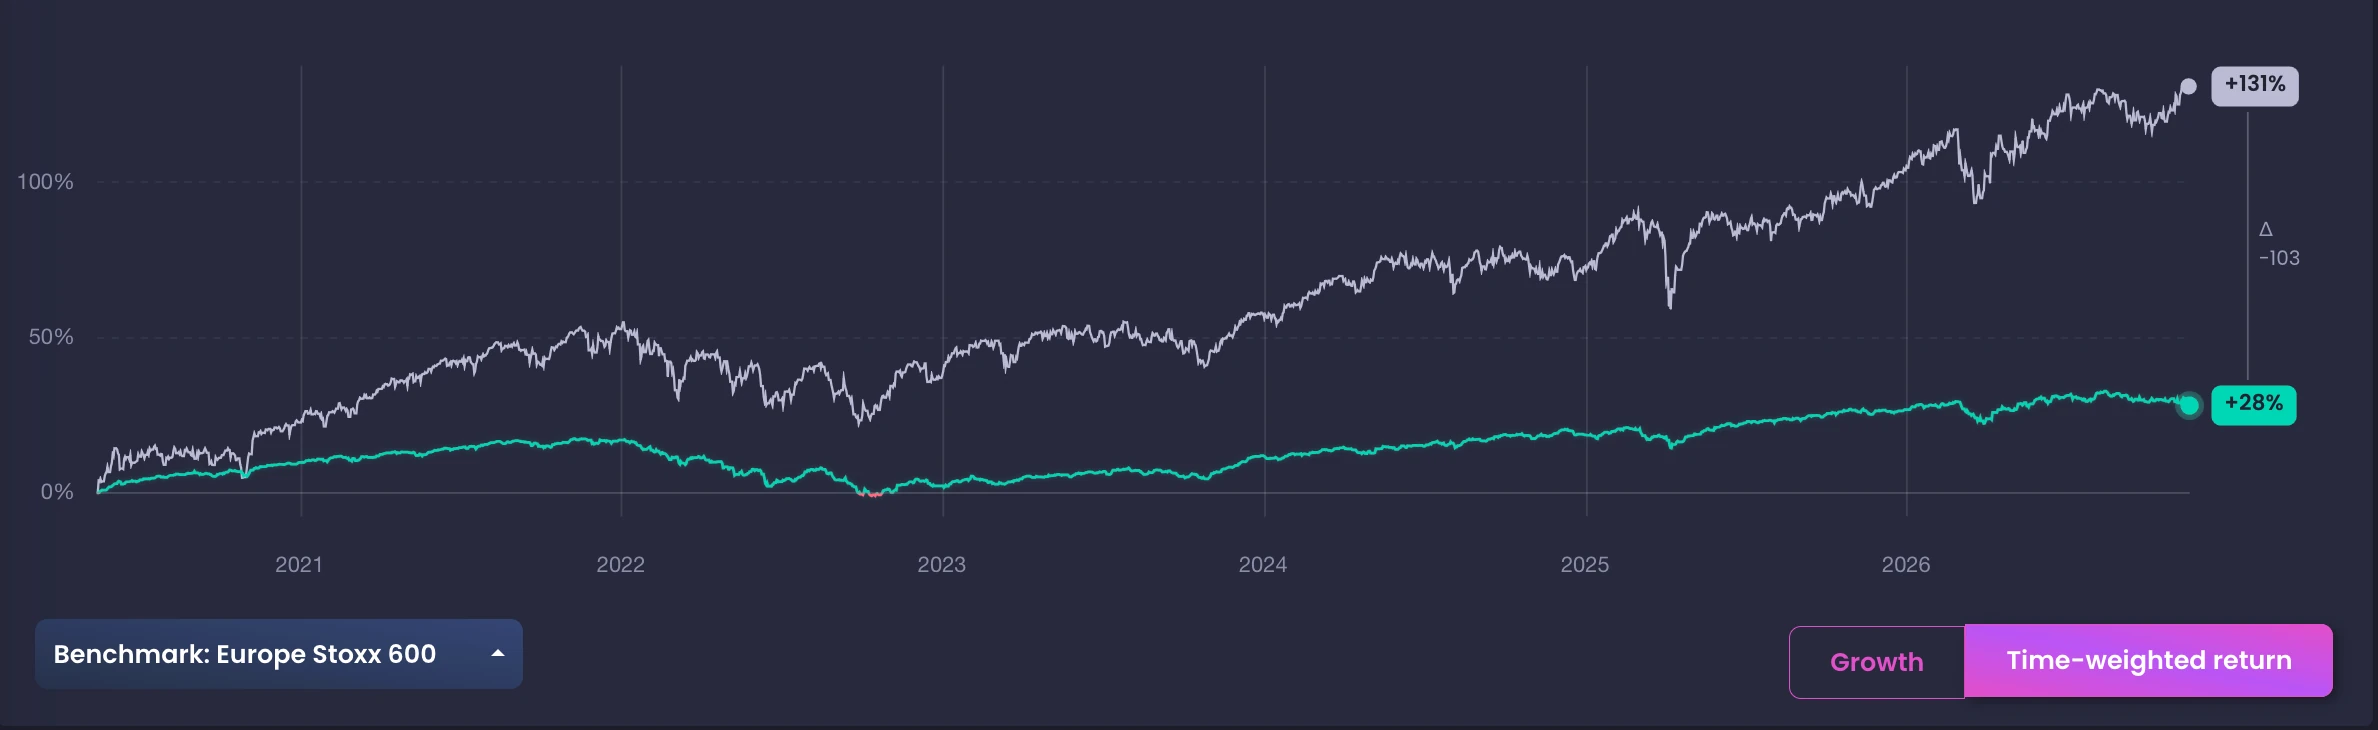 +131%
100%
Δ
-103
50%
+28%
0%
2021 2022 2023 2024 2025 2026
Benchmark: Europe Stoxx 600
Growth
Time-weighted return